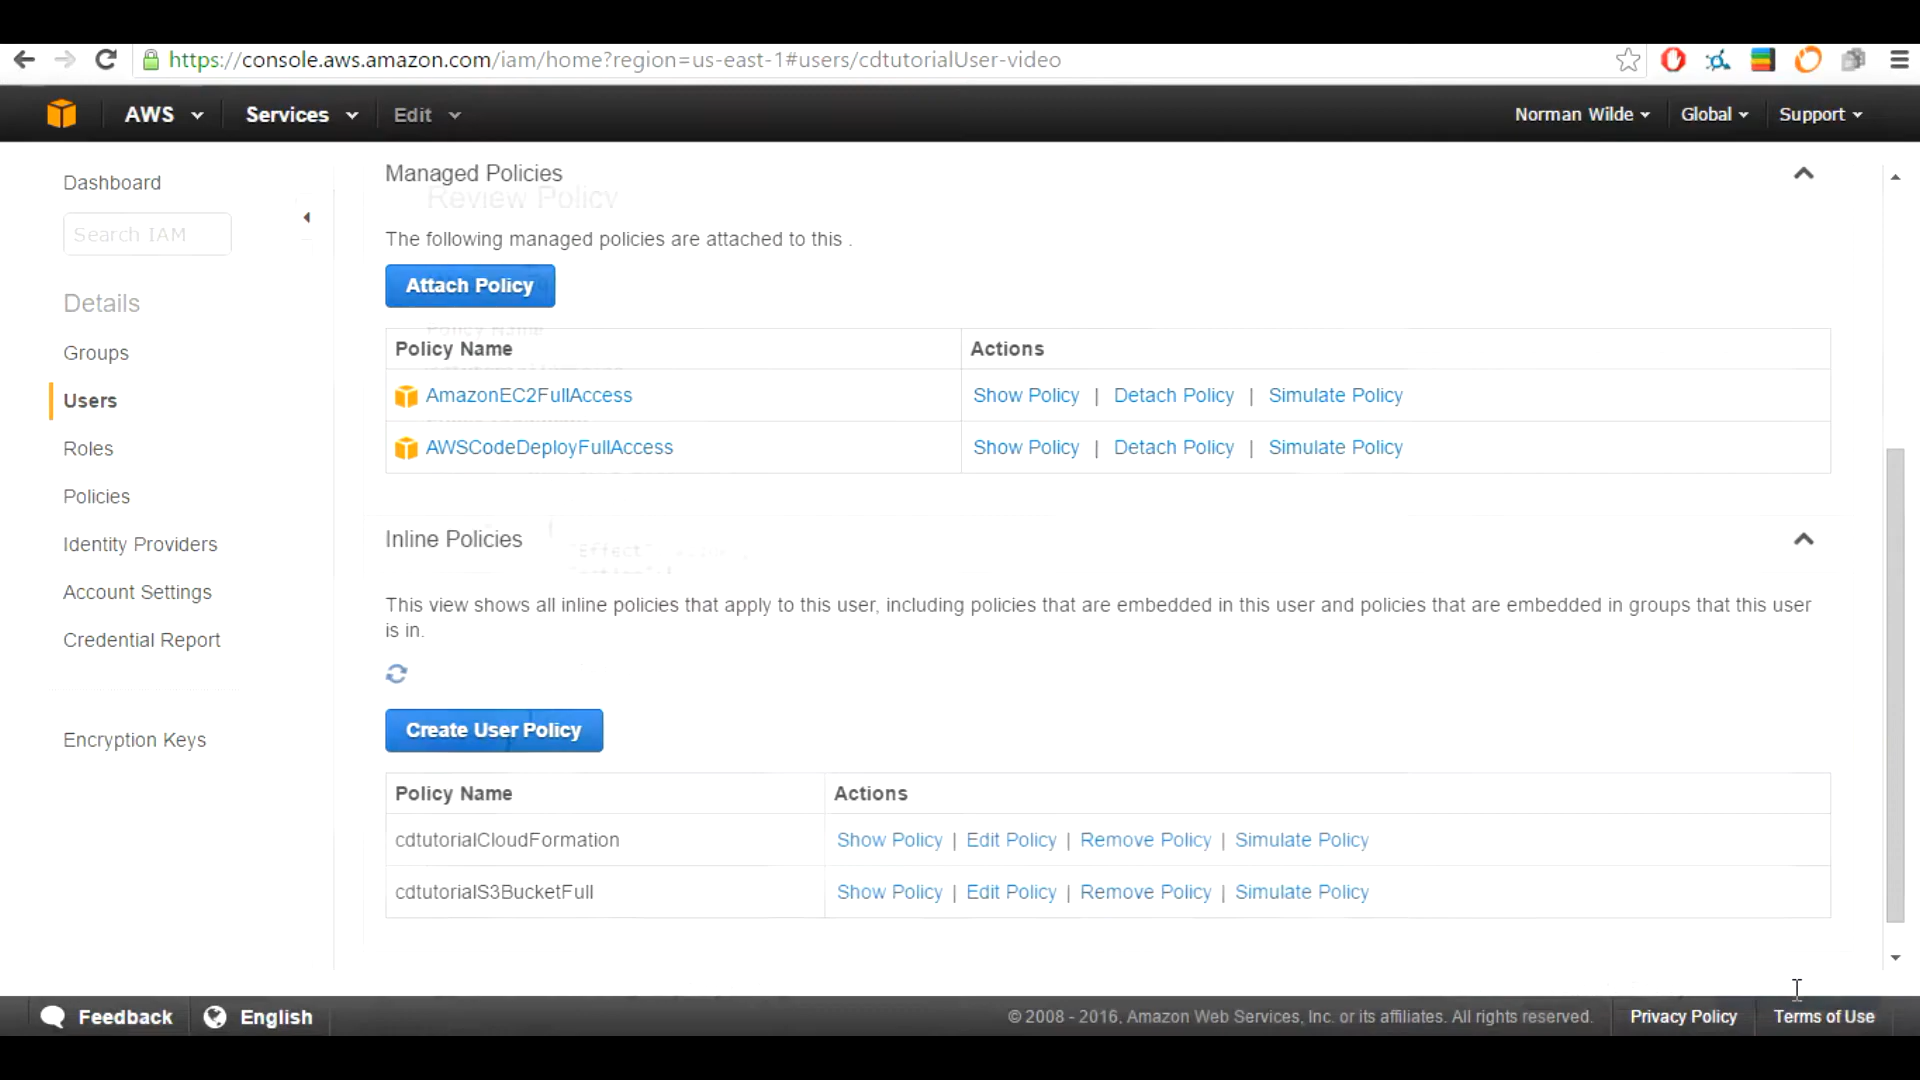 https://console.aws.amazon.com/iam/home?region=us-east-1#users/cdtutorialUser-video
AWS Services Edit Norman Wilde Global Support
Dashboard
Search IAM
Details
Groups
Users
Roles
Policies
Identity Providers
Account Settings
Credential Report
Encryption Keys
Managed Policies
Review Policy
The following managed policies are attached to this .
Attach Policy
Policy Name
Policy Name Actions
AmazonEC2FullAccess Show Policy | Detach Policy | Simulate Policy
AWSCodeDeployFullAccess Show Policy | Detach Policy | Simulate Policy
Inline Policies
"Effect"
This view shows all inline policies that apply to this user, including policies that are embedded in this user and policies that are embedded in groups that this user
is in.
Create User Policy
Policy Name Actions
cdtutorialCloudFormation Show Policy | Edit Policy | Remove Policy | Simulate Policy
cdtutorialS3BucketFull Show Policy | Edit Policy | Remove Policy | Simulate Policy
Feedback English © 2008 - 2016, Amazon Web Services, Inc. or its affiliates. All rights reserved. Privacy Policy Terms of Use